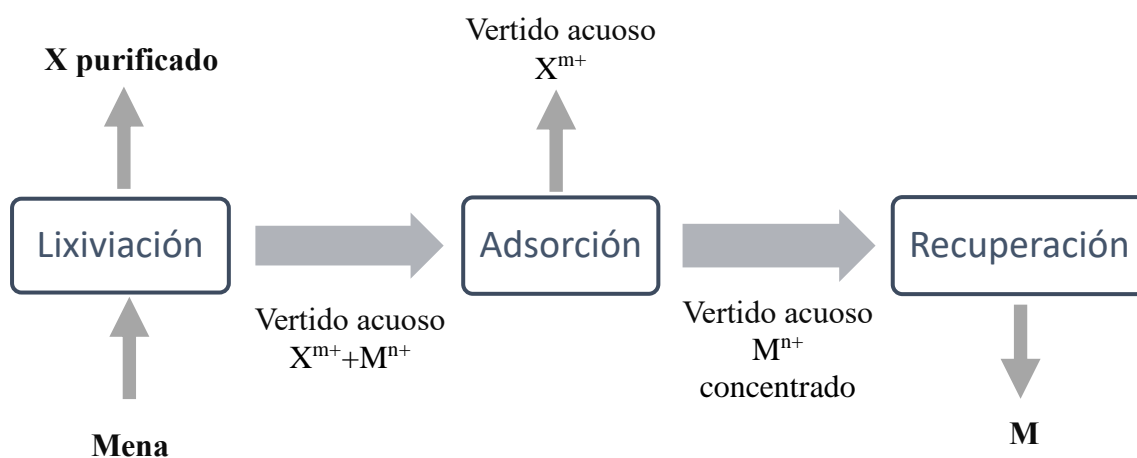 Vertido acuoso
Xᵐ⁺
X purificado
Lixiviación
Adsorción
Recuperación
Vertido acuoso
Xᵐ⁺+Mⁿ⁺
Vertido acuoso
Mⁿ⁺
concentrado
Mena
M